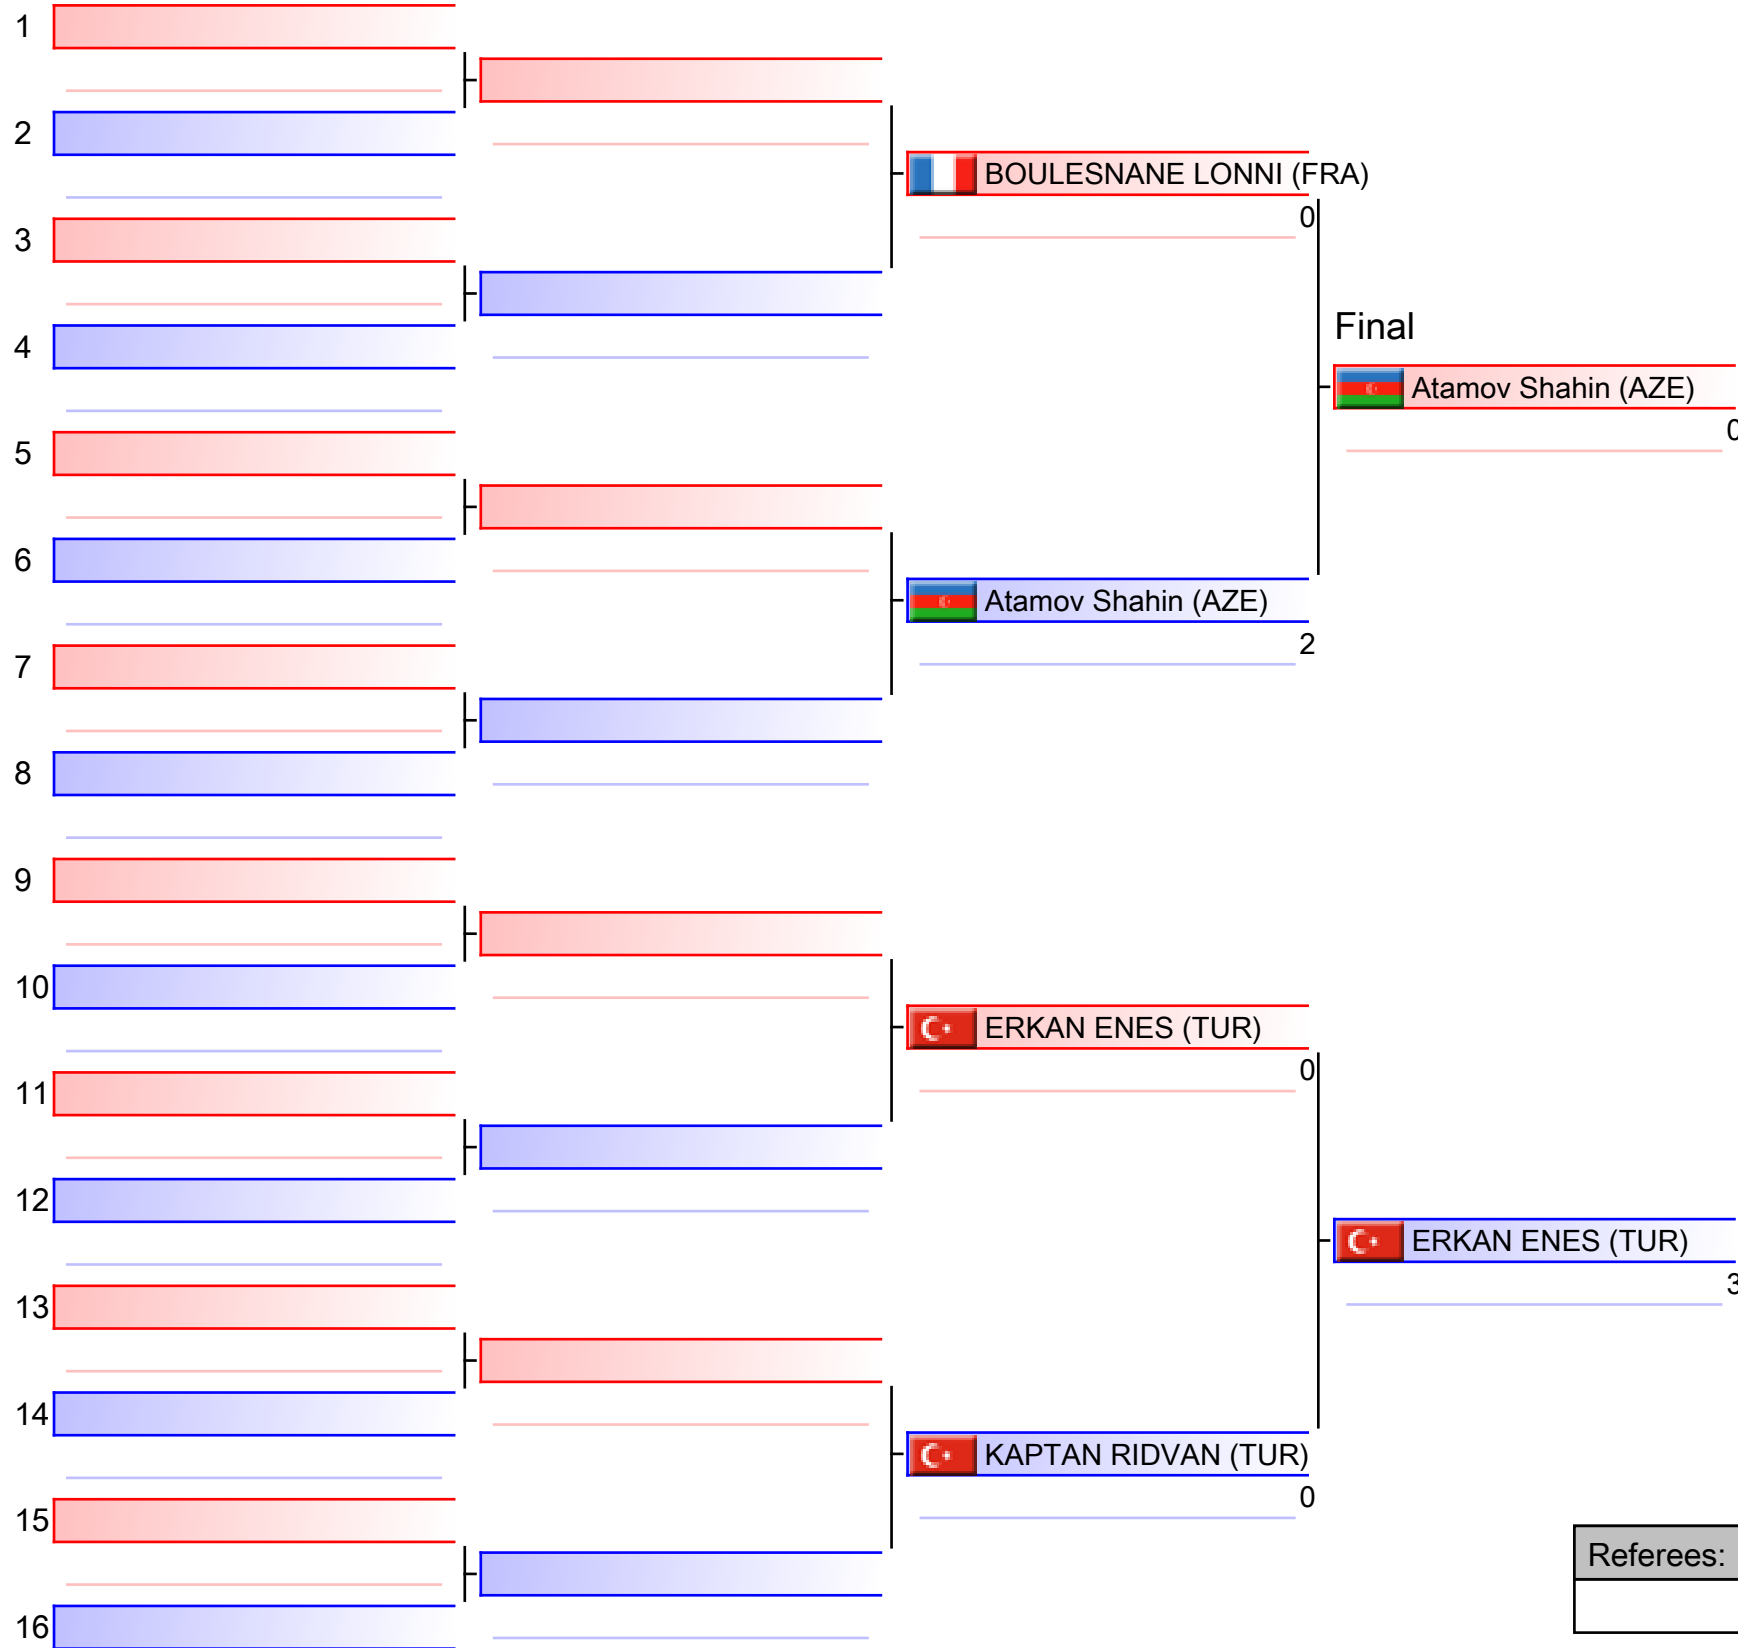 1
2
BOULESNANE LONNI (FRA)
0
3
Final
4
Atamov Shahin (AZE)
0
5
6
Atamov Shahin (AZE)
2
7
8
9
10
ERKAN ENES (TUR)
0
11
12
ERKAN ENES (TUR)
3
13
14
KAPTAN RIDVAN (TUR)
0
15
Referees:
16